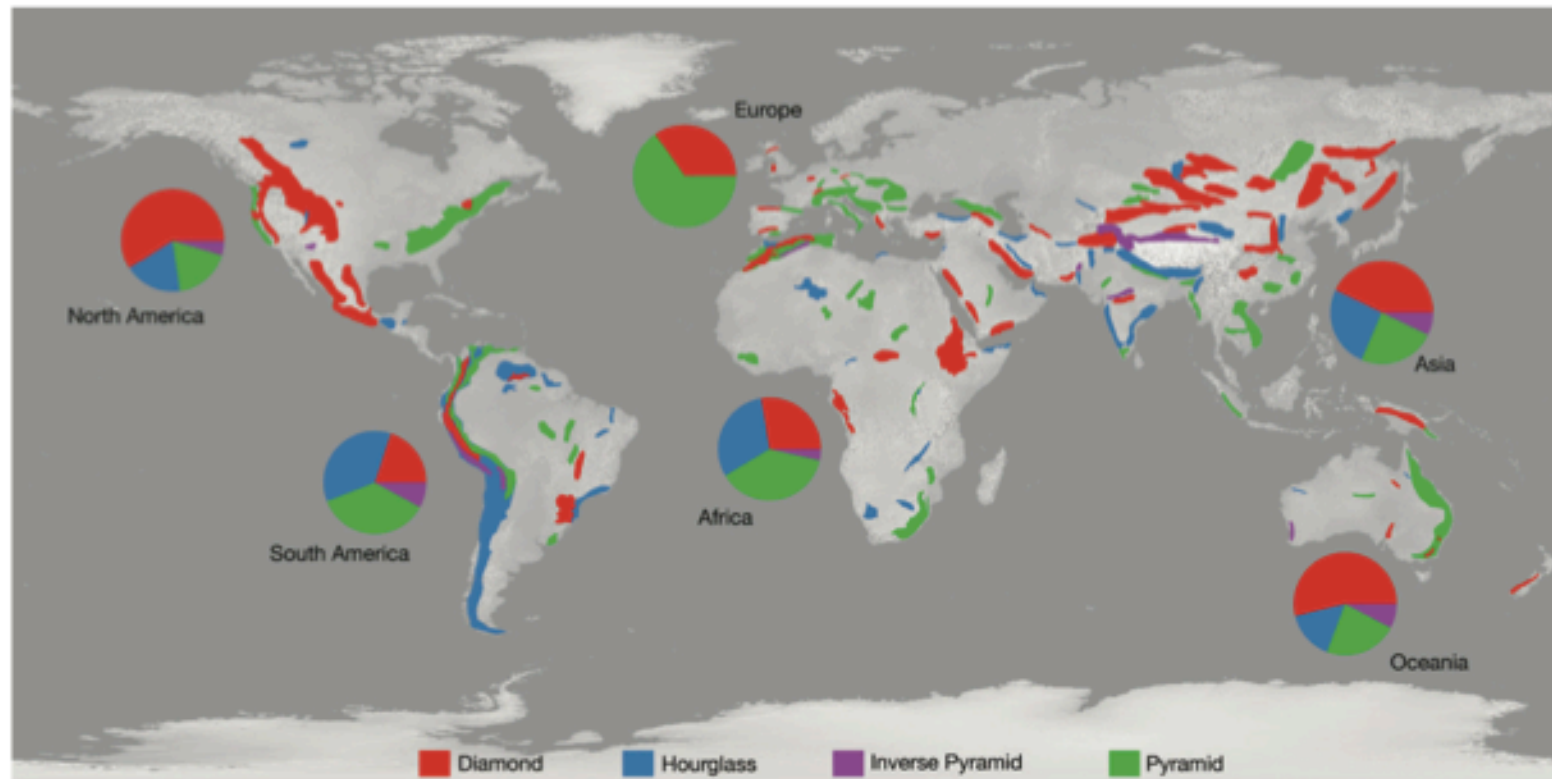 Europe
North America
Asia
South America
Africa
Oceania
Diamond Hourglass Inverse Pyramid Pyramid